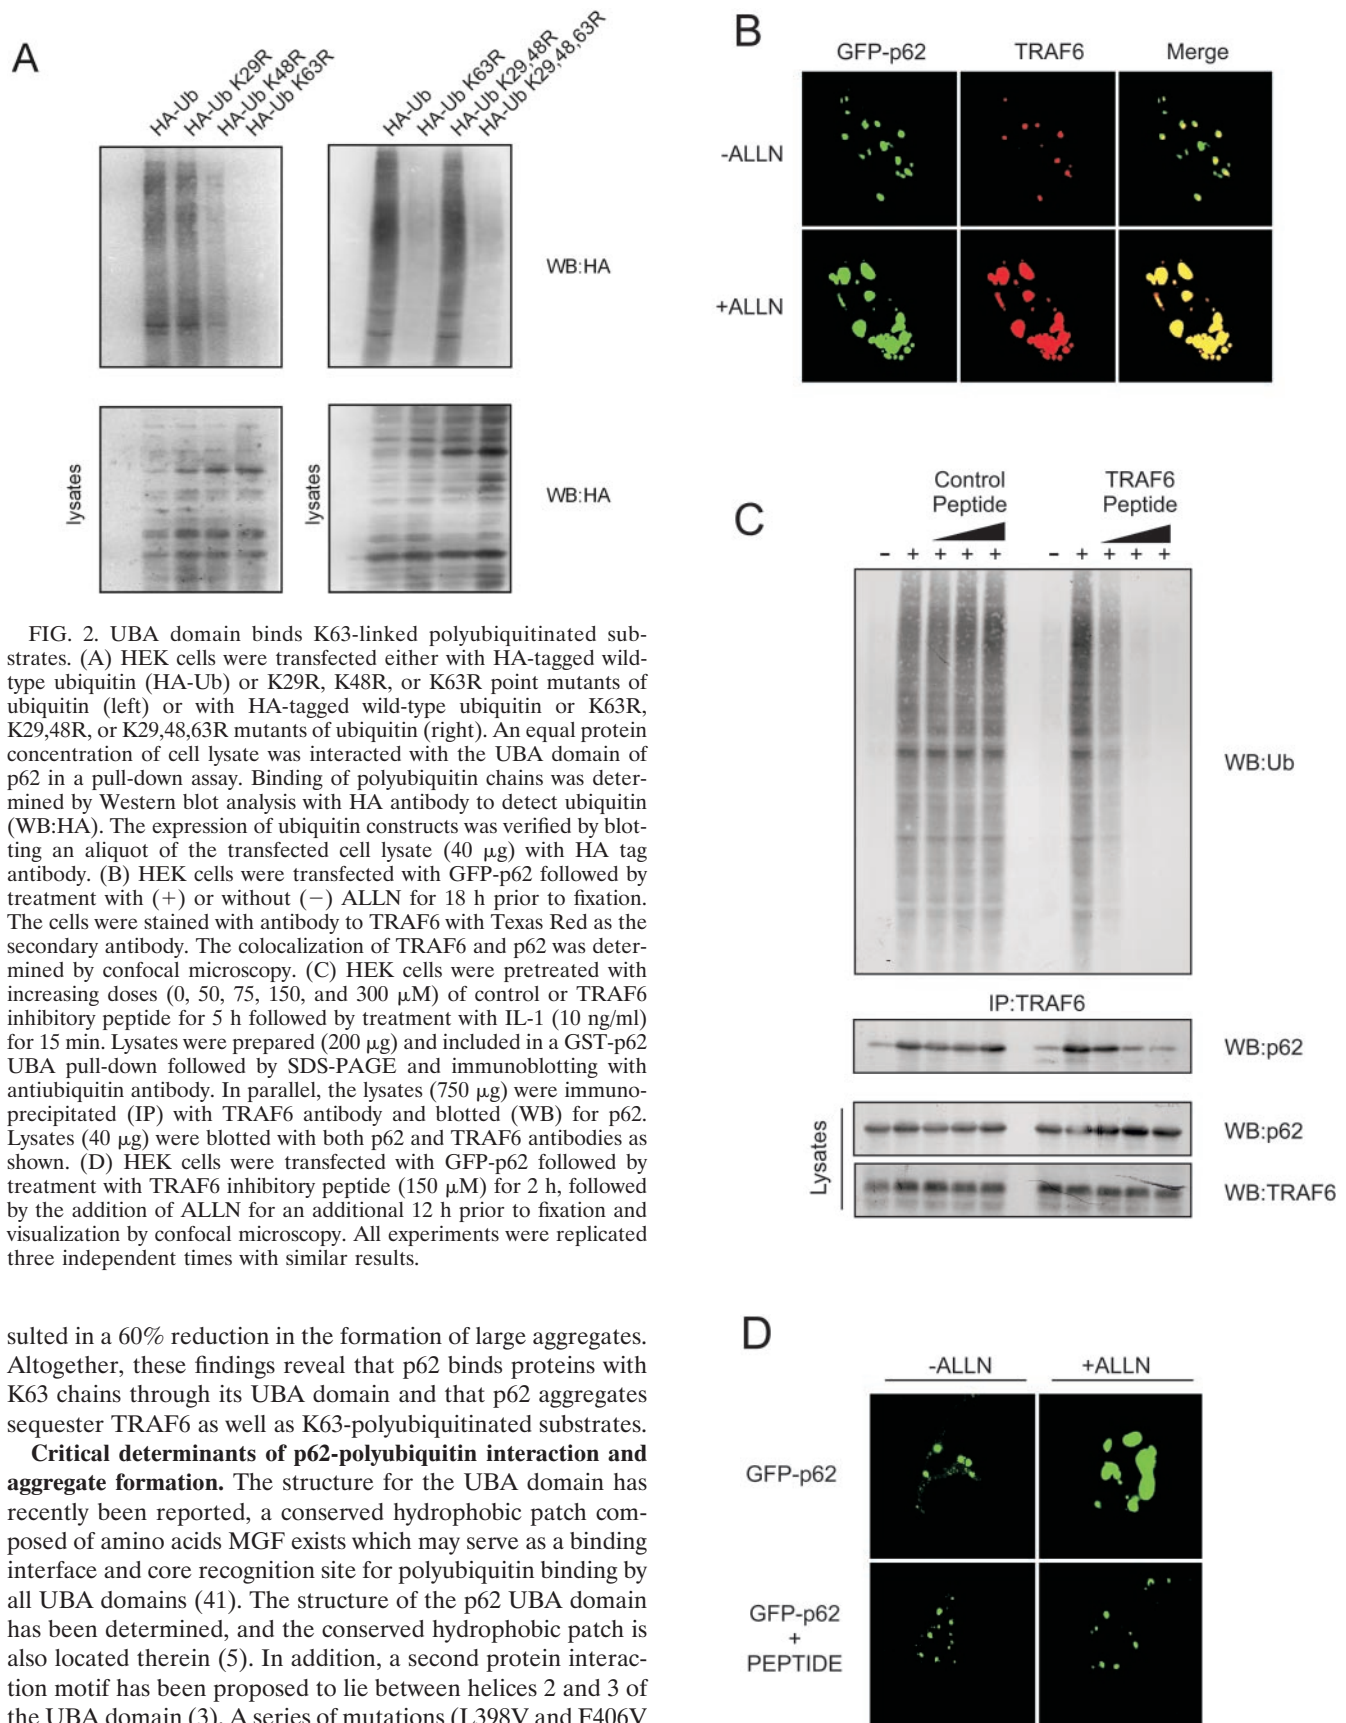 A
HA-Ub
HA-Ub K29R
HA-Ub K48R
HA-Ub K63R
HA-Ub
HA-Ub K63R
HA-Ub K29,48R
HA-Ub K29,48,63R
WB:HA
lysates
lysates
WB:HA
FIG. 2. UBA domain binds K63-linked polyubiquitinated sub-
strates. (A) HEK cells were transfected either with HA-tagged wild-
type ubiquitin (HA-Ub) or K29R, K48R, or K63R point mutants of
ubiquitin (left) or with HA-tagged wild-type ubiquitin or K63R,
K29,48R, or K29,48,63R mutants of ubiquitin (right). An equal protein
concentration of cell lysate was interacted with the UBA domain of
p62 in a pull-down assay. Binding of polyubiquitin chains was deter-
mined by Western blot analysis with HA antibody to detect ubiquitin
(WB:HA). The expression of ubiquitin constructs was verified by blot-
ting an aliquot of the transfected cell lysate (40 μg) with HA tag
antibody. (B) HEK cells were transfected with GFP-p62 followed by
treatment with (+) or without (−) ALLN for 18 h prior to fixation.
The cells were stained with antibody to TRAF6 with Texas Red as the
secondary antibody. The colocalization of TRAF6 and p62 was deter-
mined by confocal microscopy. (C) HEK cells were pretreated with
increasing doses (0, 50, 75, 150, and 300 μM) of control or TRAF6
inhibitory peptide for 5 h followed by treatment with IL-1 (10 ng/ml)
for 15 min. Lysates were prepared (200 μg) and included in a GST-p62
UBA pull-down followed by SDS-PAGE and immunoblotting with
antiubiquitin antibody. In parallel, the lysates (750 μg) were immuno-
precipitated (IP) with TRAF6 antibody and blotted (WB) for p62.
Lysates (40 μg) were blotted with both p62 and TRAF6 antibodies as
shown. (D) HEK cells were transfected with GFP-p62 followed by
treatment with TRAF6 inhibitory peptide (150 μM) for 2 h, followed
by the addition of ALLN for an additional 12 h prior to fixation and
visualization by confocal microscopy. All experiments were replicated
three independent times with similar results.
sulted in a 60% reduction in the formation of large aggregates.
Altogether, these findings reveal that p62 binds proteins with
K63 chains through its UBA domain and that p62 aggregates
sequester TRAF6 as well as K63-polyubiquitinated substrates.
Critical determinants of p62-polyubiquitin interaction and
aggregate formation. The structure for the UBA domain has
recently been reported, a conserved hydrophobic patch com-
posed of amino acids MGF exists which may serve as a binding
interface and core recognition site for polyubiquitin binding by
all UBA domains (41). The structure of the p62 UBA domain
has been determined, and the conserved hydrophobic patch is
also located therein (5). In addition, a second protein interac-
tion motif has been proposed to lie between helices 2 and 3 of
the UBA domain (3). A series of mutations (L398V and F406V
B
GFP-p62 TRAF6 Merge
-ALLN
+ALLN
C
Control Peptide
TRAF6 Peptide
- + + + + - + + + +
WB:Ub
IP:TRAF6
WB:p62
Lysates
WB:p62
WB:TRAF6
D
-ALLN +ALLN
GFP-p62
GFP-p62
+
PEPTIDE